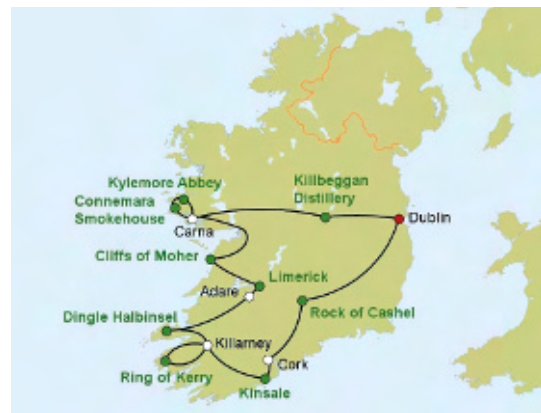 Kylemore Abbey
Killbeggan
Distillery
Connemara
Smokehouse
Dublin
Carna
Cliffs of Moher
Limerick
Adare
Rock of Cashel
Dingle Halbinsel
Killarney
Cork
Ring of Kerry
Kinsale